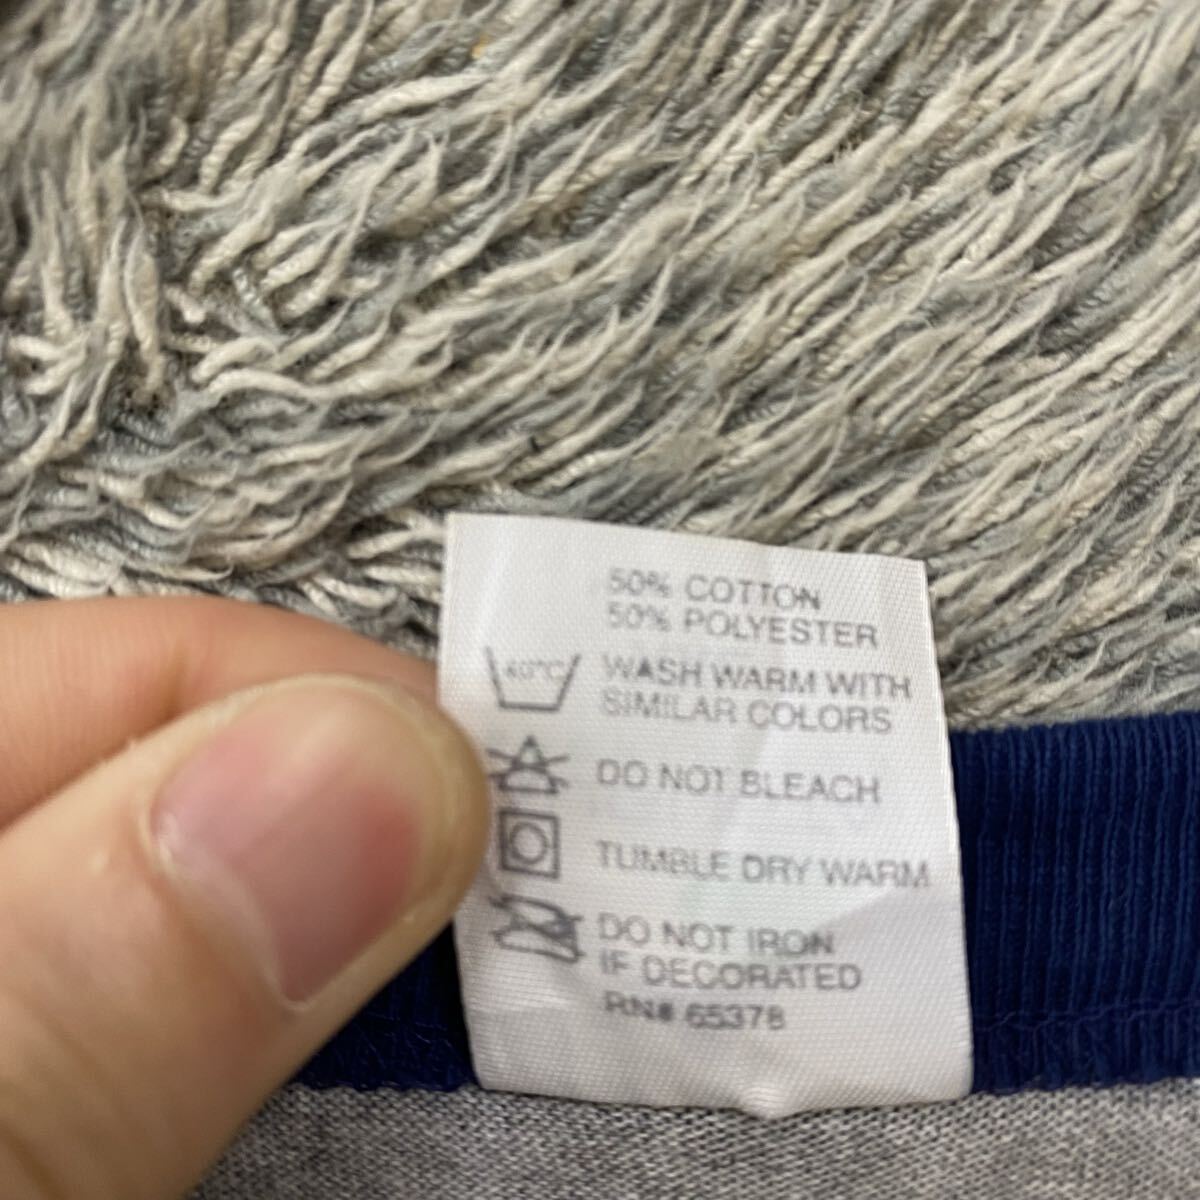 50% COTTON
50% POLYESTER
40°C
WASH WARM WITH
SIMILAR COLORS
DO NOT BLEACH
TUMBLE DRY WARM
DO NOT IRON
IF DECORATED
RN# 65378